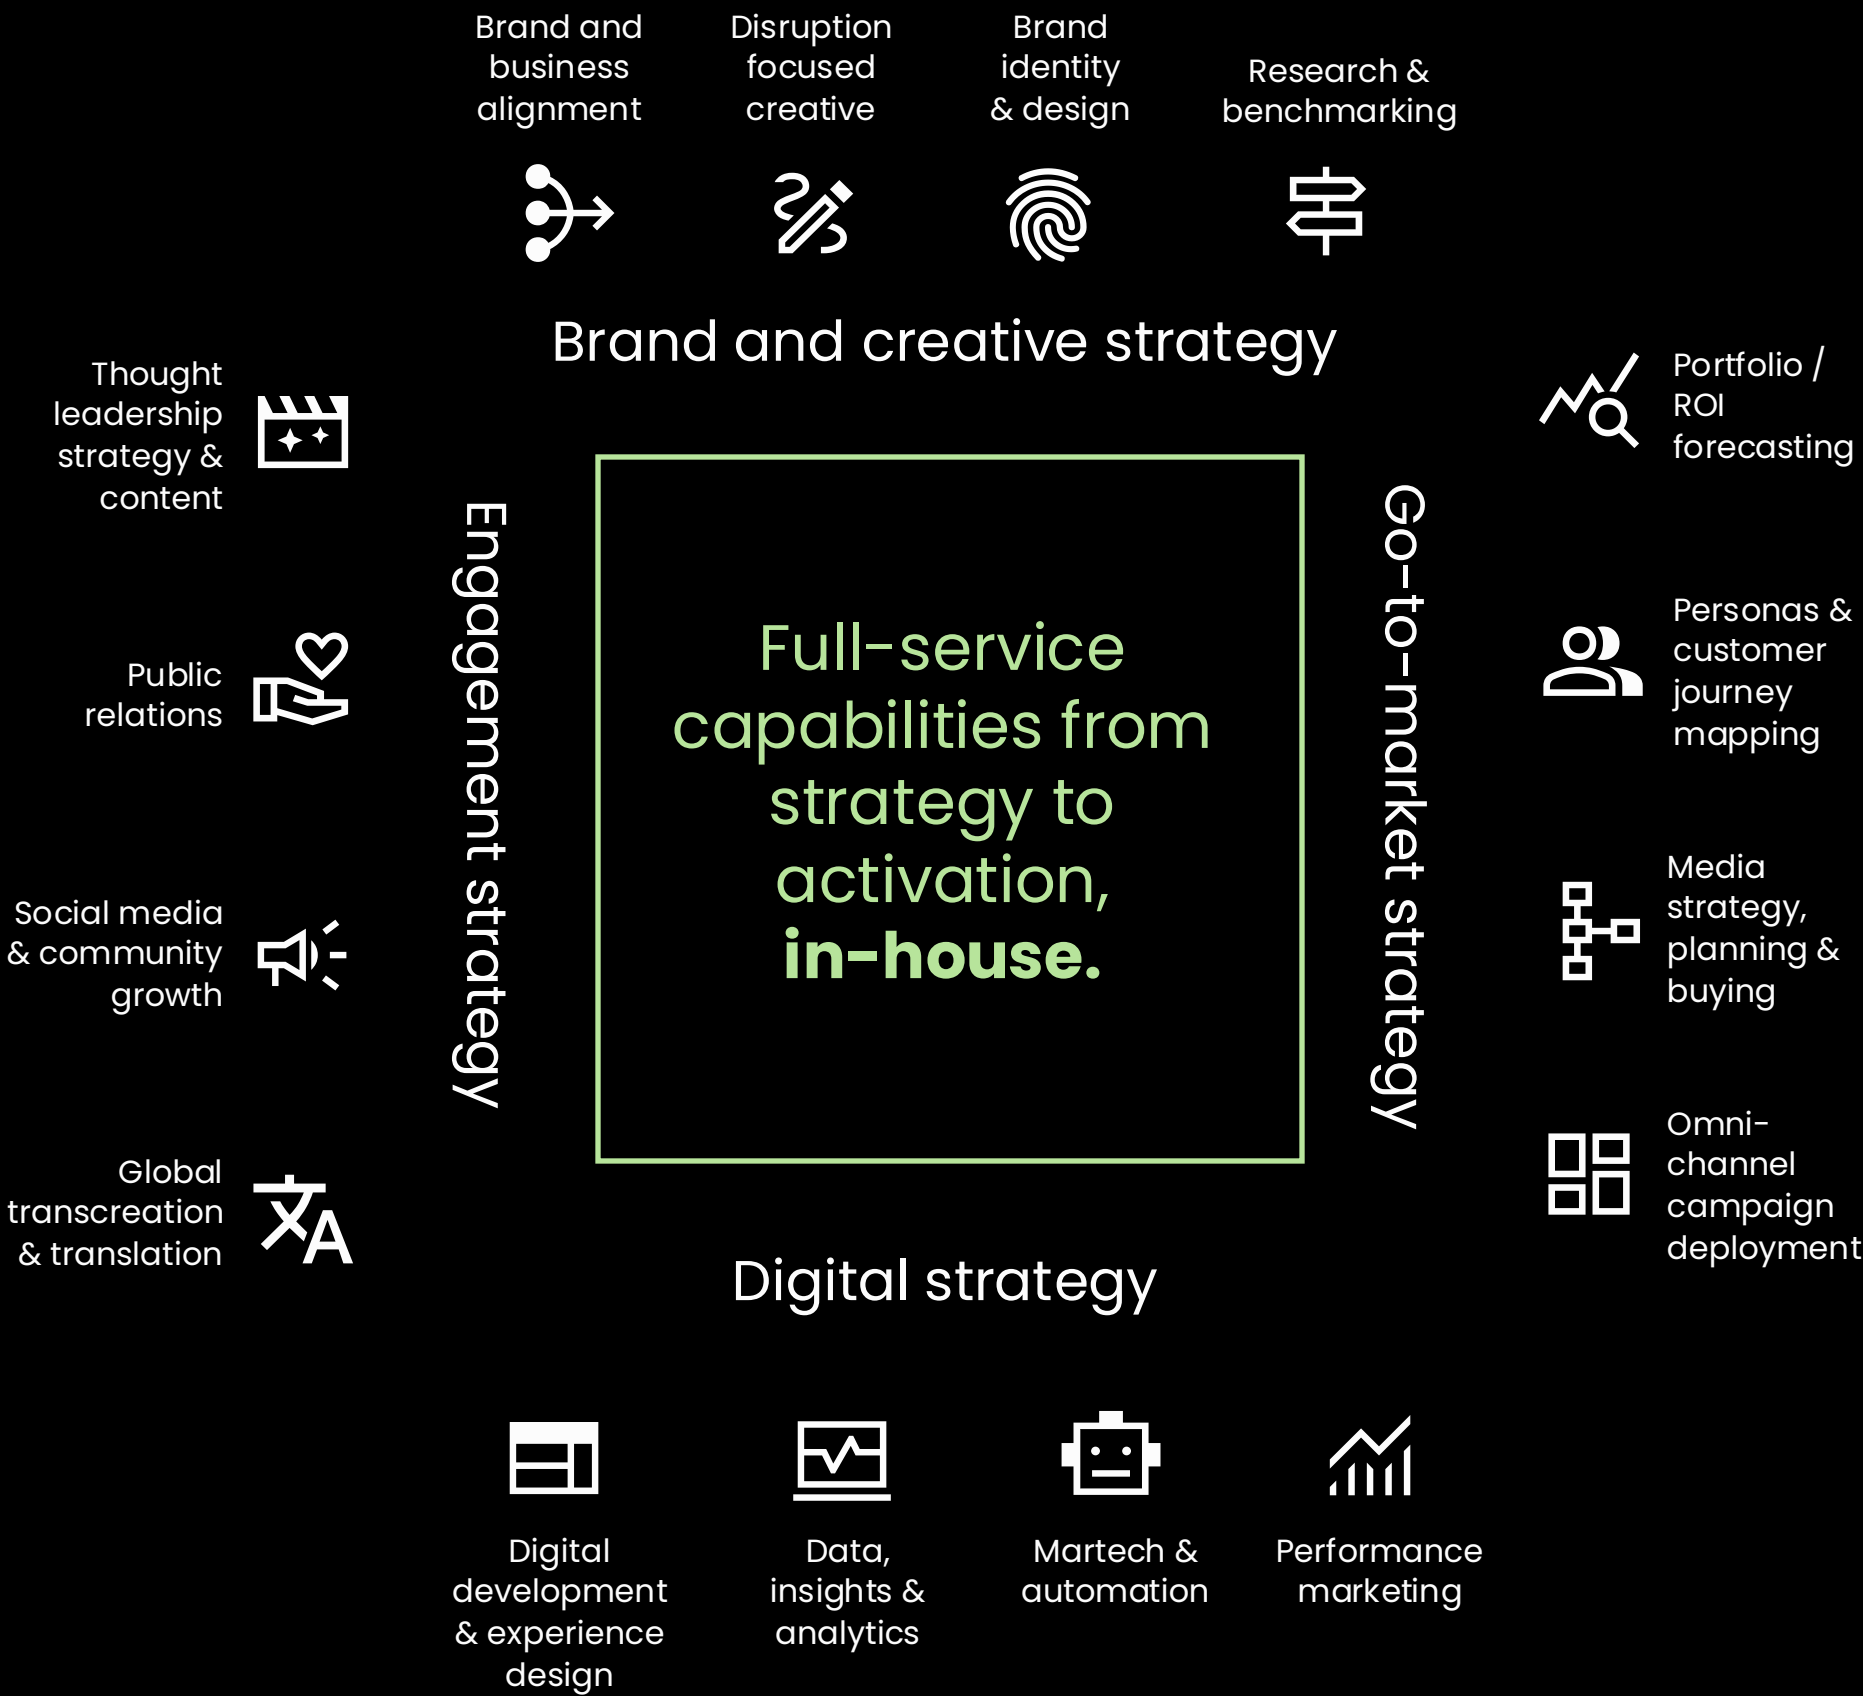 Brand and
business
alignment
Disruption
focused
creative
Brand
identity
& design
Research &
benchmarking
Brand and creative strategy
Thought
leadership
strategy &
content
Public
relations
Social media
& community
growth
Global
transcreation
& translation
Engagement strategy
Full-service
capabilities from
strategy to
activation,
in-house.
Go-to-market strategy
Portfolio /
ROI
forecasting
Personas &
customer
journey
mapping
Media
strategy,
planning &
buying
Omni-
channel
campaign
deployment
Digital strategy
Digital
development
& experience
design
Data,
insights &
analytics
Martech &
automation
Performance
marketing